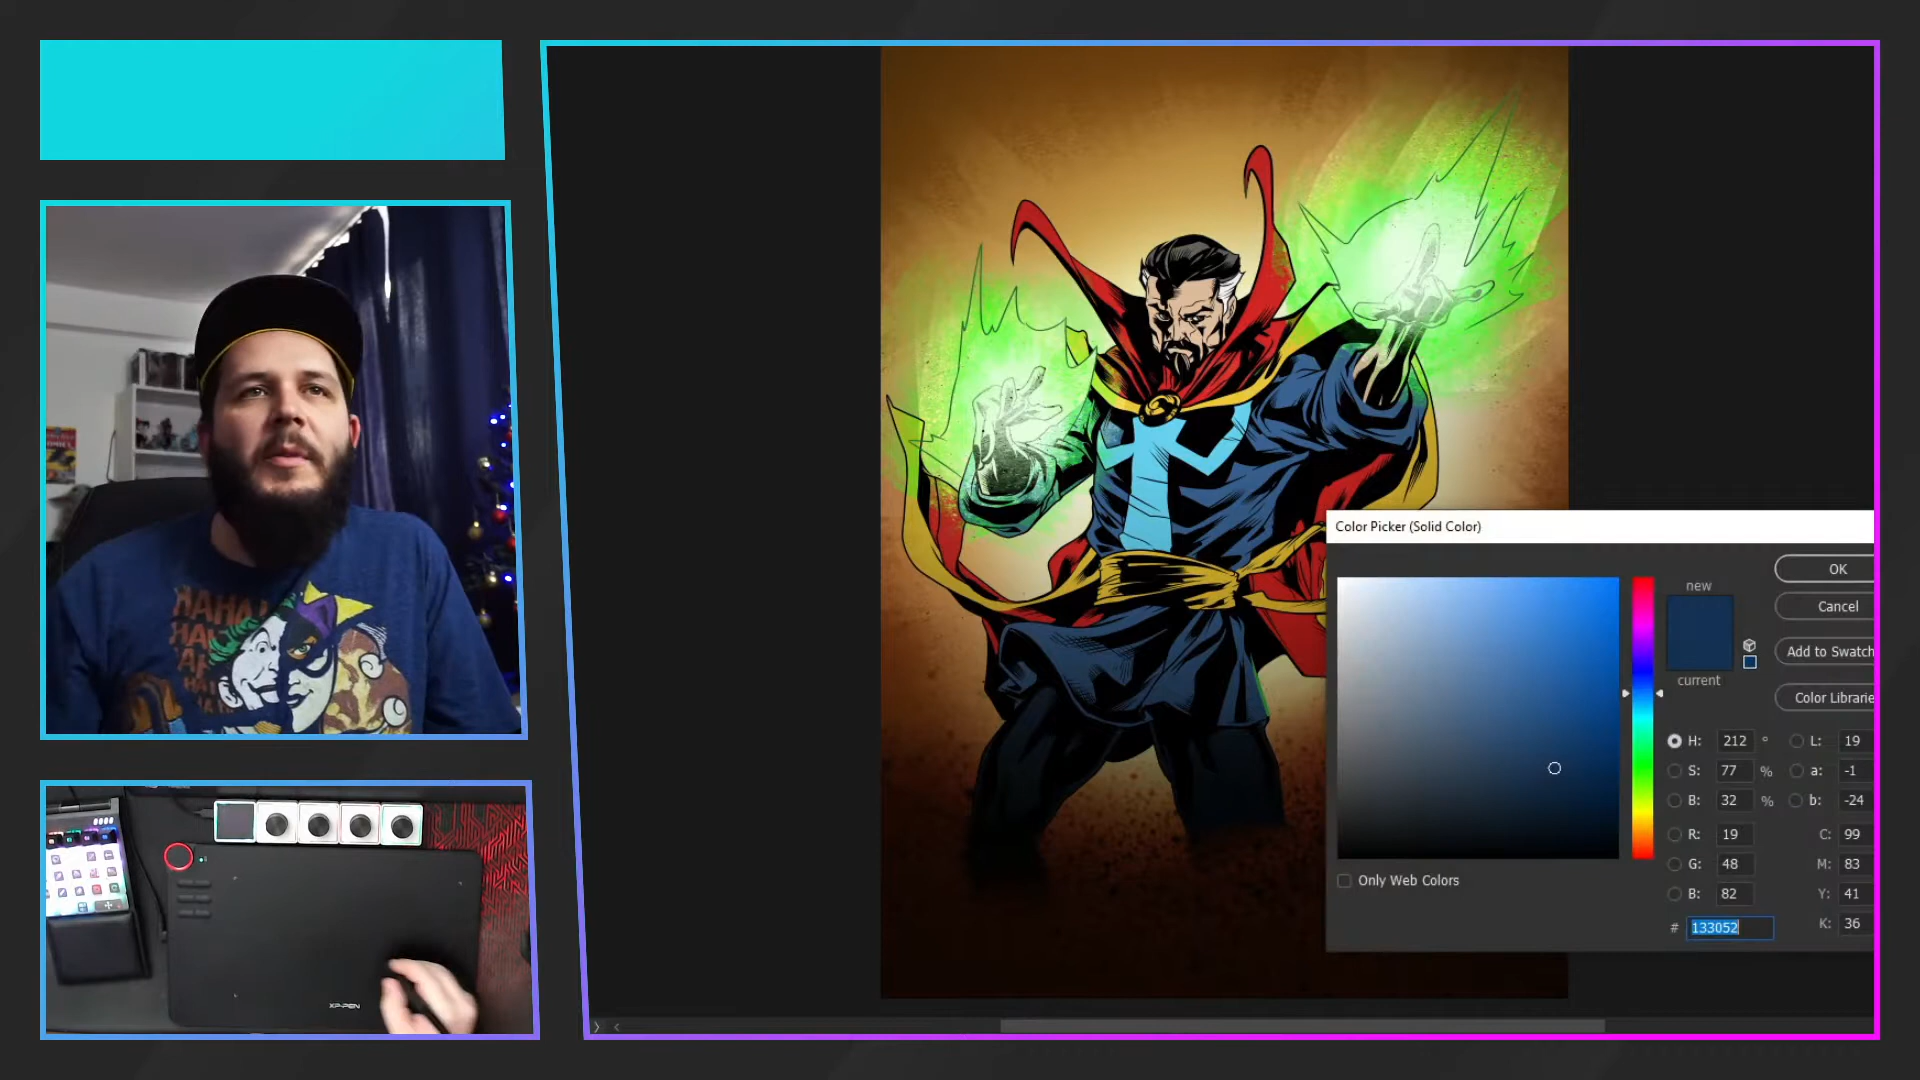 HAHAHA
HAHA
XP-PEN
Color Picker (Solid Color)
new
current
OK
Cancel
Add to Swatch
Color Librarie
H: 212 °
S: 77 %
B: 32 %
R: 19
G: 48
B: 82
# 133052
L: 19
a: -1
b: -24
C: 99
M: 83
Y: 41
K: 36
Only Web Colors